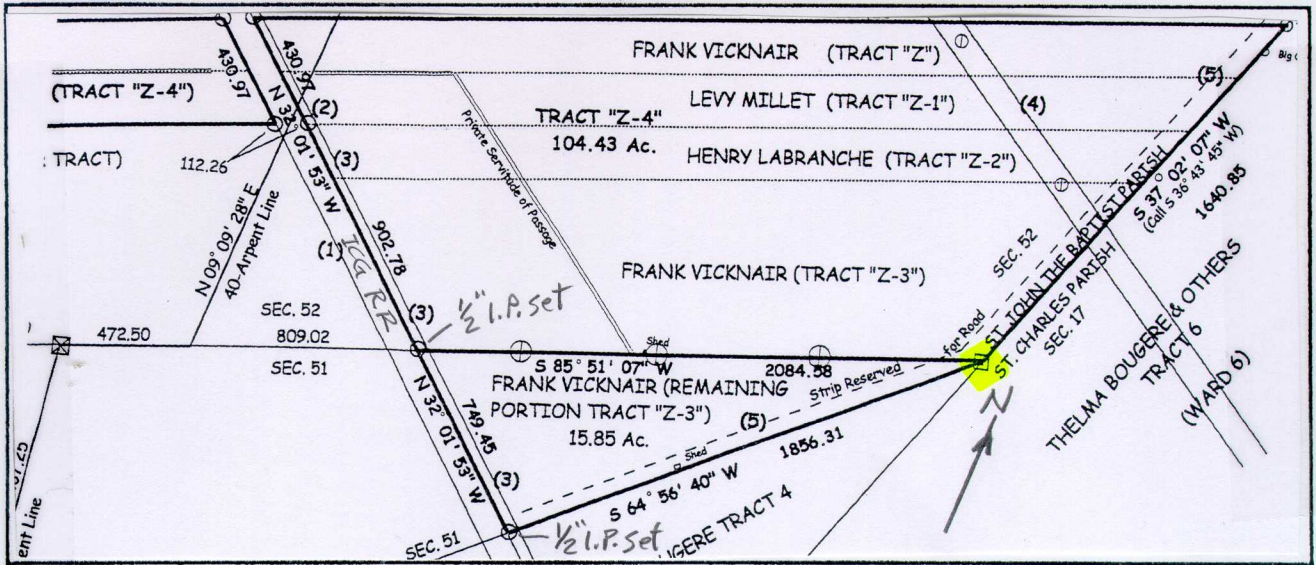 430.97
430.97
FRANK VICKNAIR (TRACT "Z")
Big
(TRACT "Z-4")
(2)
TRACT "Z-4"
104.43 Ac.
LEVY MILLET (TRACT "Z-1")
(4)
(5)
N 32° 01' 53" W
TRACT)
112.26
(3)
Private Servitude of Passage
HENRY LABRANCHE (TRACT "Z-2")
S 37° 02' 07" W
(Call S 36° 43' 45" W)
1640.85
N 09° 09' 28" E
40-Arpent Line
(1)
ICG RR
902.78
FRANK VICKNAIR (TRACT "Z-3")
SEC. 52
ST. JOHN THE BAPTIST PARISH
ST. CHARLES PARISH
SEC. 17
THELMA BOUGERE & OTHERS
TRACT 6
(WARD 6)
SEC. 52
472.50
809.02
SEC. 51
(3)
1/2" I.P. set
Shed
S 85° 51' 07" W
2084.58
for Road
Strip Reserved
N
FRANK VICKNAIR (REMAINING
PORTION TRACT "Z-3")
15.85 Ac.
(5)
N 32° 01' 53" W
749.45
(3)
Shed
S 64° 56' 40" W
1856.31
ent Line
SEC. 51
1/2" I.P. set
UGERE TRACT 4